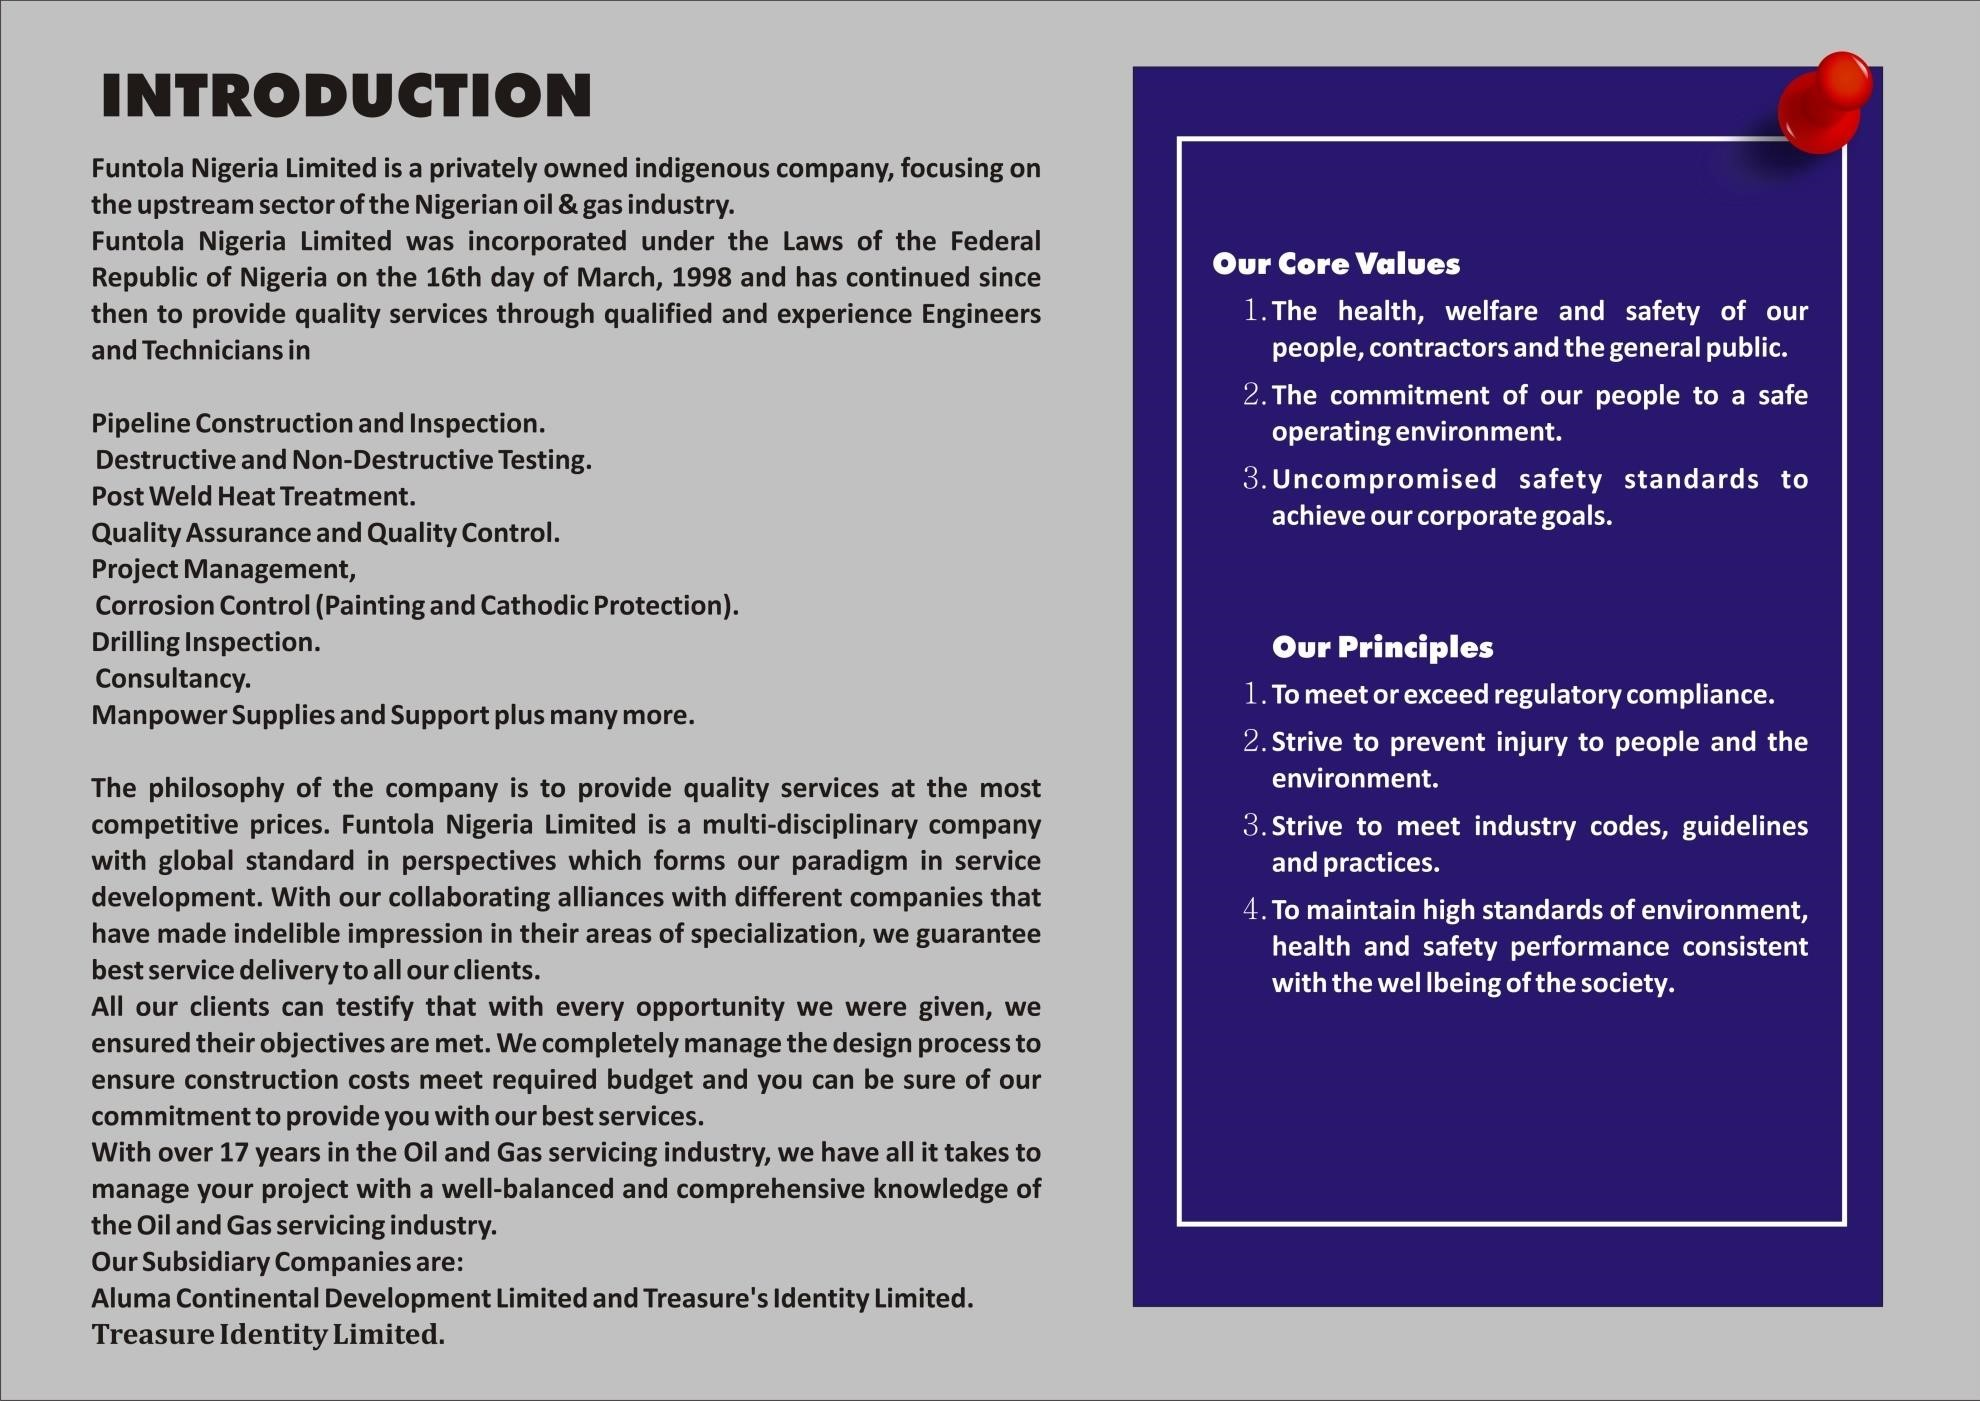 INTRODUCTION
Funtola Nigeria Limited is a privately owned indigenous company, focusing on
the upstream sector of the Nigerian oil & gas industry.
Funtola Nigeria Limited was incorporated under the Laws of the Federal
Republic of Nigeria on the 16th day of March, 1998 and has continued since
then to provide quality services through qualified and experience Engineers
and Technicians in
Pipeline Construction and Inspection.
Destructive and Non-Destructive Testing.
Post Weld Heat Treatment.
Quality Assurance and Quality Control.
Project Management,
Corrosion Control (Painting and Cathodic Protection).
Drilling Inspection.
Consultancy.
Manpower Supplies and Support plus many more.
The philosophy of the company is to provide quality services at the most
competitive prices. Funtola Nigeria Limited is a multi-disciplinary company
with global standard in perspectives which forms our paradigm in service
development. With our collaborating alliances with different companies that
have made indelible impression in their areas of specialization, we guarantee
best service delivery to all our clients.
All our clients can testify that with every opportunity we were given, we
ensured their objectives are met. We completely manage the design process to
ensure construction costs meet required budget and you can be sure of our
commitment to provide you with our best services.
With over 17 years in the Oil and Gas servicing industry, we have all it takes to
manage your project with a well-balanced and comprehensive knowledge of
the Oil and Gas servicing industry.
Our Subsidiary Companies are:
Aluma Continental Development Limited and Treasure's Identity Limited.
Treasure Identity Limited.
Our Core Values
1. The health, welfare and safety of our
people, contractors and the general public.
2. The commitment of our people to a safe
operating environment.
3. Uncompromised safety standards to
achieve our corporate goals.
Our Principles
1. To meet or exceed regulatory compliance.
2. Strive to prevent injury to people and the
environment.
3. Strive to meet industry codes, guidelines
and practices.
4. To maintain high standards of environment,
health and safety performance consistent
with the wel lbeing of the society.